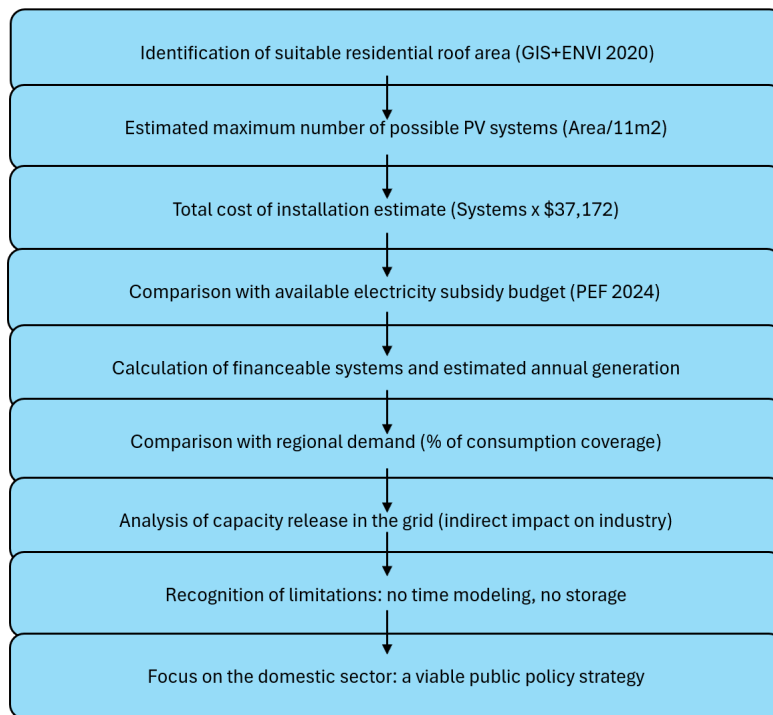 Identification of suitable residential roof area (GIS+ENVI 2020)
Estimated maximum number of possible PV systems (Area/11m2)
Total cost of installation estimate (Systems x $37,172)
Comparison with available electricity subsidy budget (PEF 2024)
Calculation of financeable systems and estimated annual generation
Comparison with regional demand (% of consumption coverage)
Analysis of capacity release in the grid (indirect impact on industry)
Recognition of limitations: no time modeling, no storage
Focus on the domestic sector: a viable public policy strategy